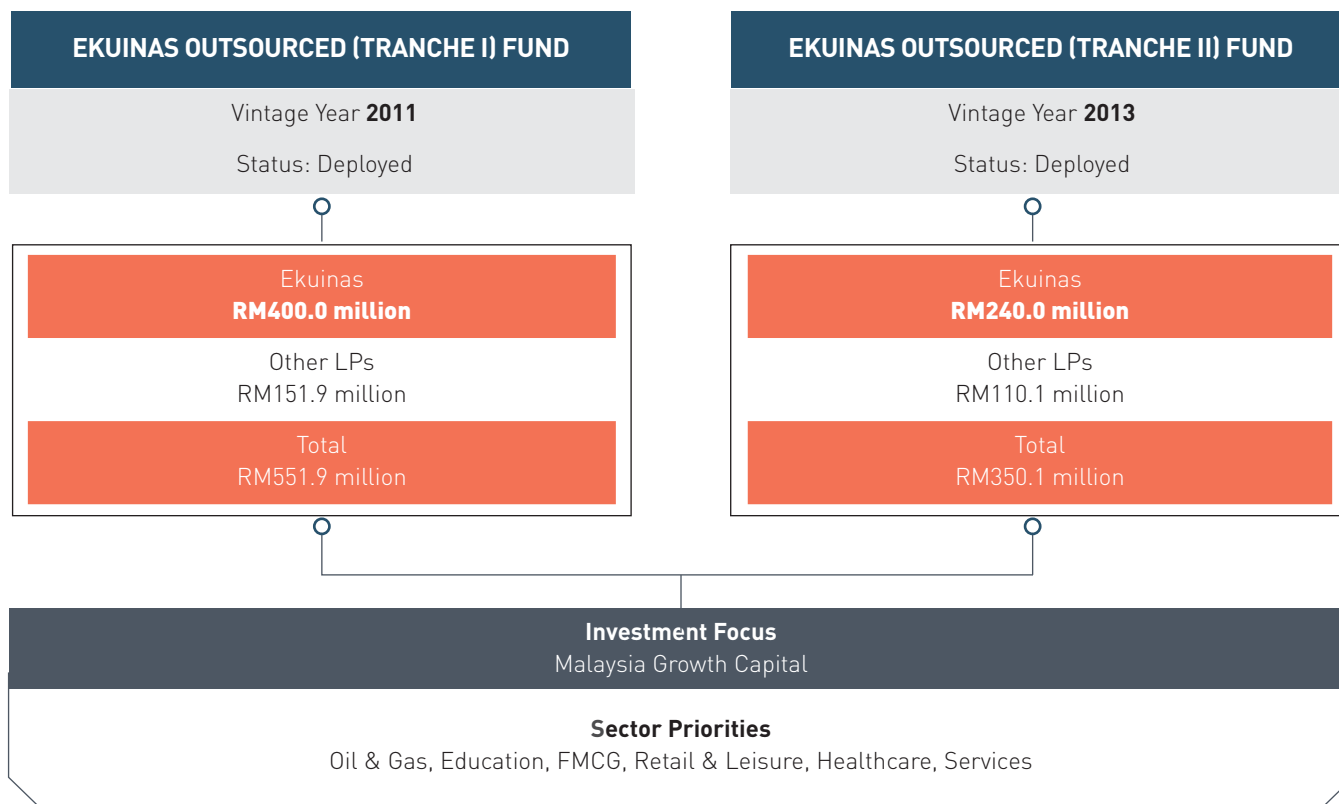 EKUINAS OUTSOURCED (TRANCHE I) FUND
Vintage Year 2011
Status: Deployed
Ekuinas
RM400.0 million
Other LPs
RM151.9 million
Total
RM551.9 million
EKUINAS OUTSOURCED (TRANCHE II) FUND
Vintage Year 2013
Status: Deployed
Ekuinas
RM240.0 million
Other LPs
RM110.1 million
Total
RM350.1 million
Investment Focus
Malaysia Growth Capital
Sector Priorities
Oil & Gas, Education, FMCG, Retail & Leisure, Healthcare, Services